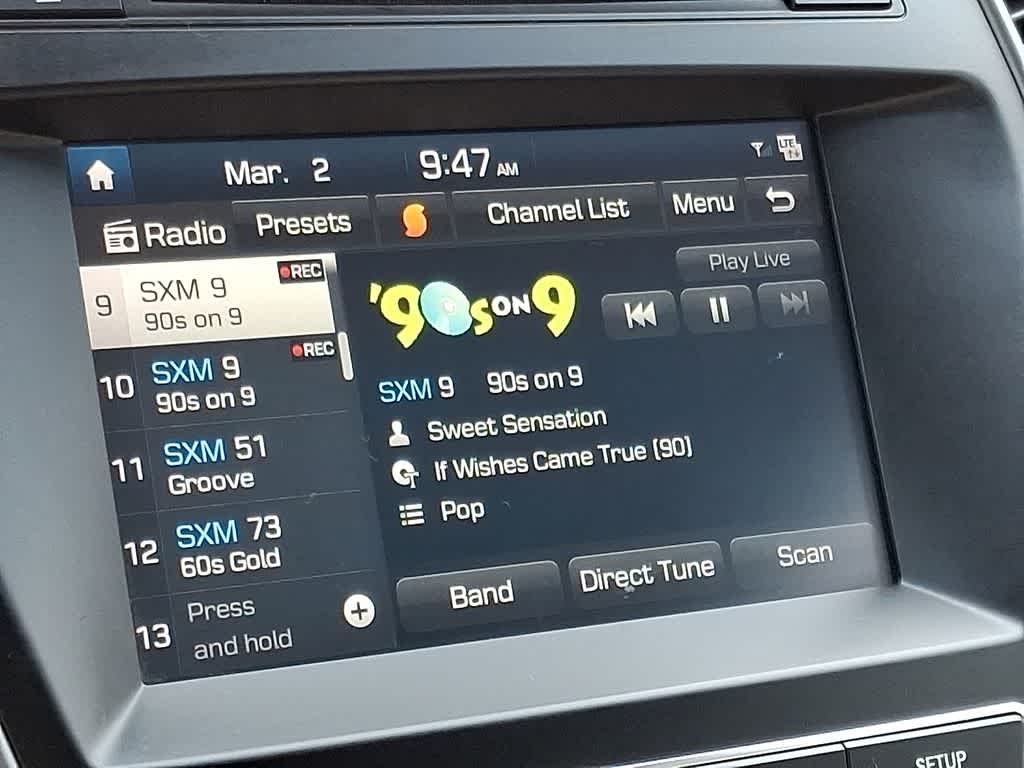 Mar. 2
9:47 AM
LTE
Radio
Presets
Channel List
Menu
9
SXM 9
REC
90s on 9
10
SXM 9
REC
90s on 9
11
SXM 51
Groove
12
SXM 73
60s Gold
13
Press
and hold
Play Live
'90s ON 9
SXM 9 90s on 9
Sweet Sensation
If Wishes Came True (90)
Pop
Band
Direct Tune
Scan
SETUP